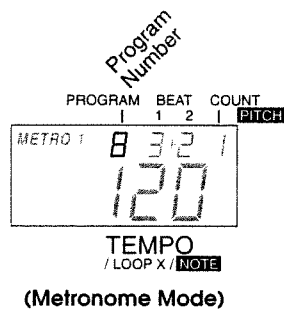 Program
Number
PROGRAM BEAT COUNT
1 2 PITCH
METRO 1 8 3+2 1
120
TEMPO
/ LOOP X / NOTE
(Metronome Mode)